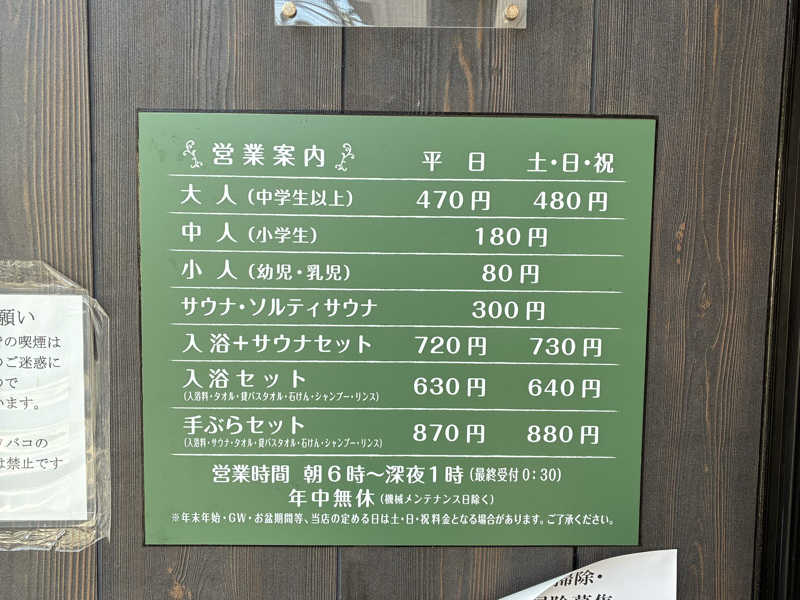 営業案内 平日 土・日・祝
大人（中学生以上） 470円 480円
中人（小学生） 180円
小人（幼児・乳児） 80円
サウナ・ソルティサウナ 300円
入浴+サウナセット 720円 730円
入浴セット 630円 640円
（入浴料・タオル・貸バスタオル・石けん・シャンプー・リンス）
手ぶらセット 870円 880円
（入浴料・サウナ・タオル・貸バスタオル・石けん・シャンプー・リンス）
営業時間 朝6時〜深夜1時（最終受付0:30）
年中無休（機械メンテナンス日除く）
※年末年始・GW・お盆期間等、当店の定める日は土・日・祝料金となる場合があります。ご了承ください。
願い
の喫煙は
ご迷惑に
で
います。
バコの
は禁止です
掃除・